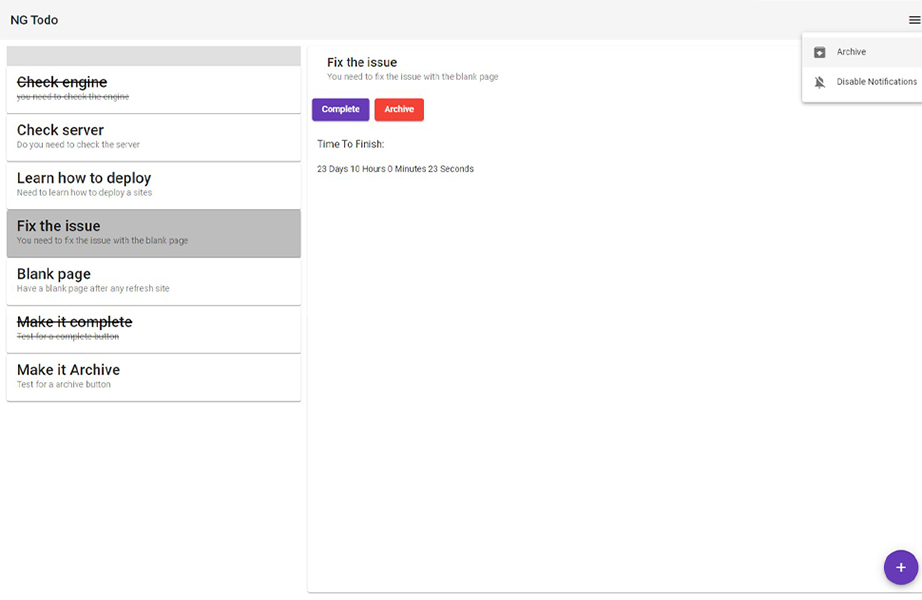 NG Todo
Archive
Disable Notifications
Check engine
you need to check the engine
Check server
Do you need to check the server
Learn how to deploy
Need to learn how to deploy a sites
Fix the issue
You need to fix the issue with the blank page
Blank page
Have a blank page after any refresh site
Make it complete
Test for a complete button
Make it Archive
Test for a archive button
Fix the issue
You need to fix the issue with the blank page
Complete Archive
Time To Finish:
23 Days 10 Hours 0 Minutes 23 Seconds
+